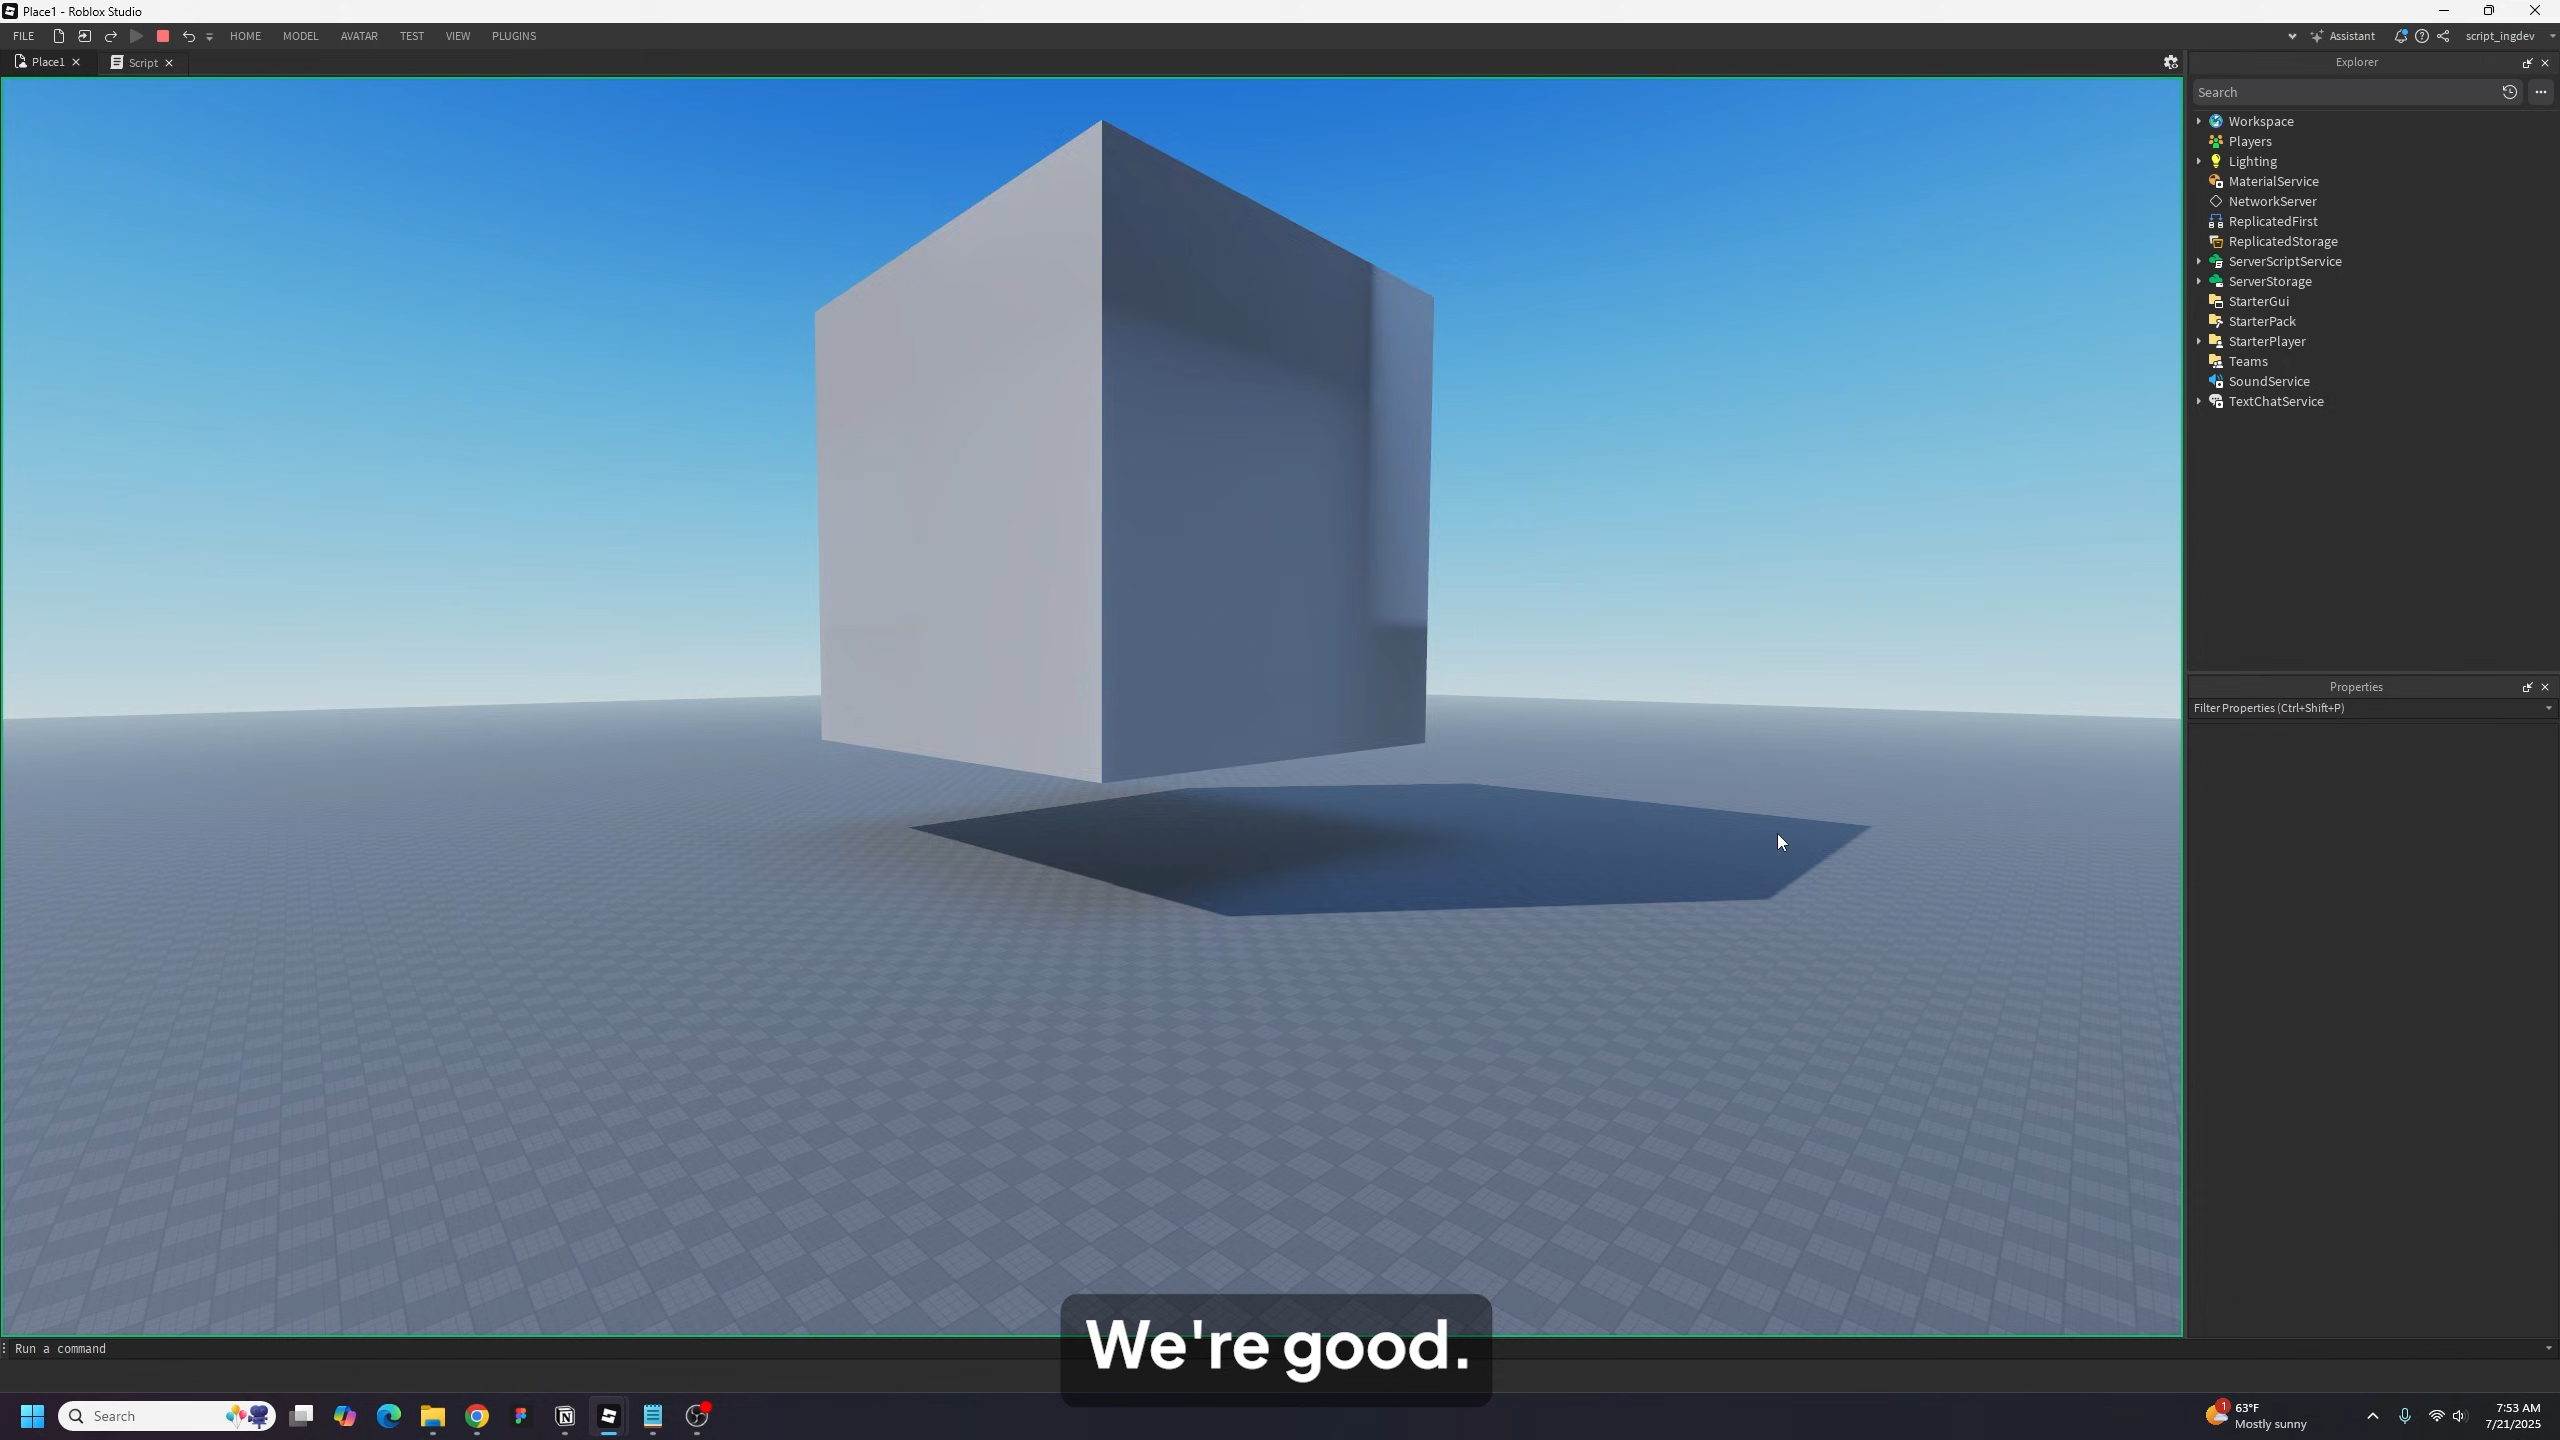 Place1 - Roblox Studio
FILE
HOME
MODEL
AVATAR
TEST
VIEW
PLUGINS
Assistant
script_ingdev
Place1
Script
Explorer
Search
Workspace
Players
Lighting
MaterialService
NetworkServer
ReplicatedFirst
ReplicatedStorage
ServerScriptService
ServerStorage
StarterGui
StarterPack
StarterPlayer
Teams
SoundService
TextChatService
Properties
Filter Properties (Ctrl+Shift+P)
We're good.
Run a command
Search
1
63°F
Mostly sunny
7:53 AM
7/21/2025